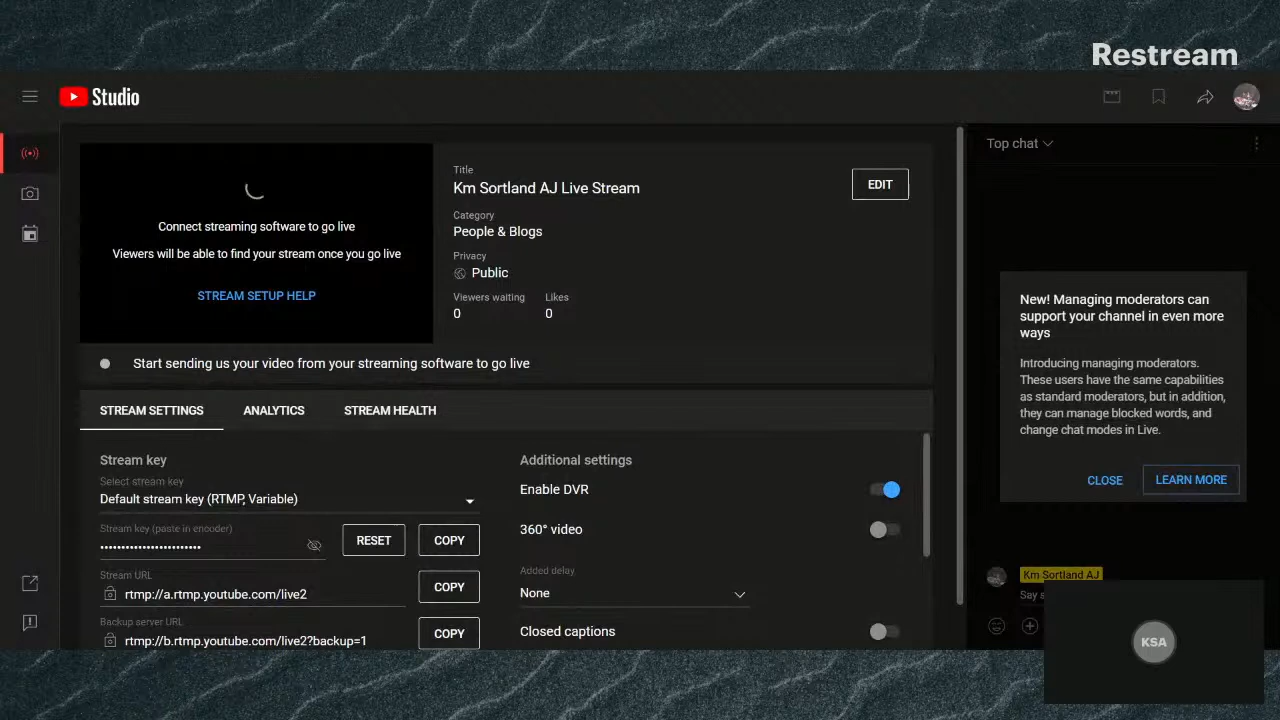 Restream
Studio
Top chat
Connect streaming software to go live
Viewers will be able to find your stream once you go live
STREAM SETUP HELP
Title
Km Sortland AJ Live Stream
EDIT
Category
People & Blogs
Privacy
Public
Viewers waiting
Likes
0
0
Start sending us your video from your streaming software to go live
STREAM SETTINGS
ANALYTICS
STREAM HEALTH
Stream key
Select stream key
Default stream key (RTMP, Variable)
Stream key (paste in encoder)
••••••••••••••••••••••••
RESET
COPY
Stream URL
rtmp://a.rtmp.youtube.com/live2
COPY
Backup server URL
rtmp://b.rtmp.youtube.com/live2?backup=1
COPY
Additional settings
Enable DVR
360° video
Added delay
None
Closed captions
New! Managing moderators can
support your channel in even more
ways
Introducing managing moderators.
These users have the same capabilities
as standard moderators, but in addition,
they can manage blocked words, and
change chat modes in Live.
CLOSE
LEARN MORE
Km Sortland AJ
Say
KSA